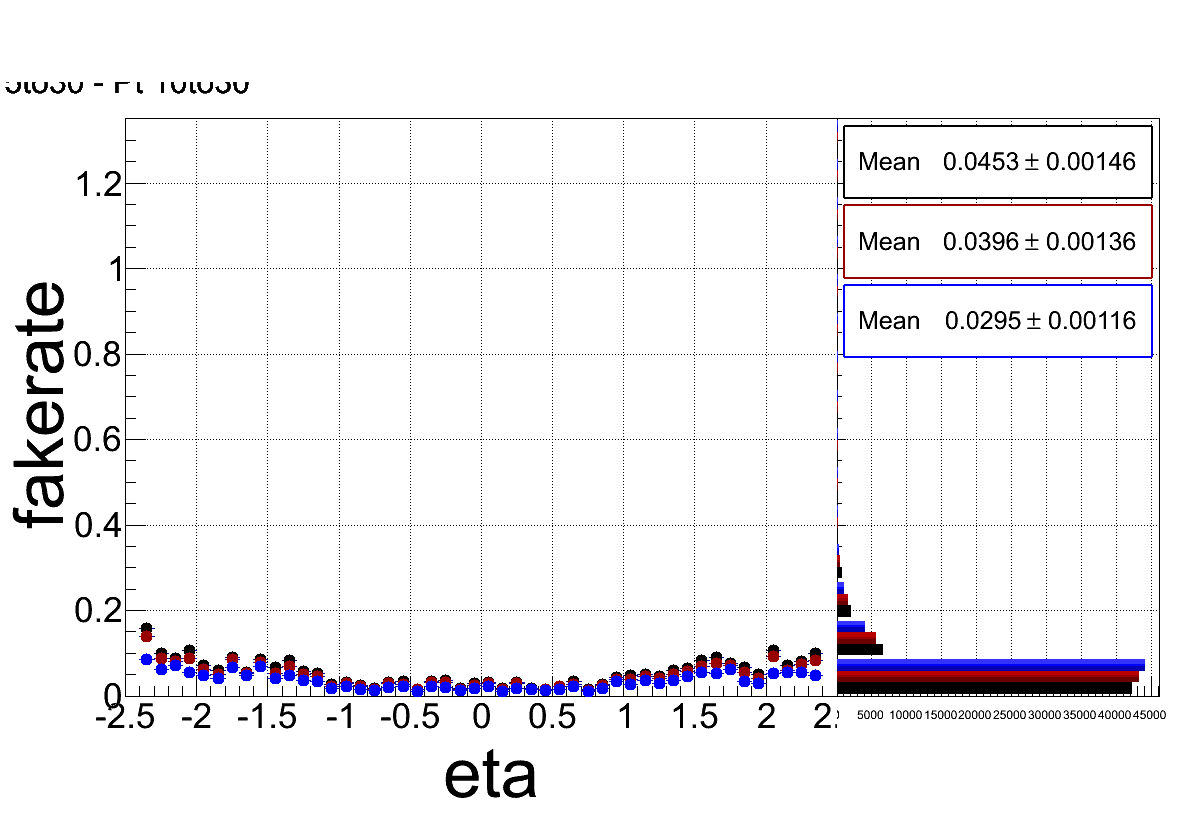 5to30 - Pt 10to30
Mean 0.0453 ± 0.00146
Mean 0.0396 ± 0.00136
Mean 0.0295 ± 0.00116
fakerate
1.2
1
0.8
0.6
0.4
0.2
0
-2.5 -2 -1.5 -1 -0.5 0 0.5 1 1.5 2 2.
5000 10000 15000 20000 25000 30000 35000 40000 45000
eta